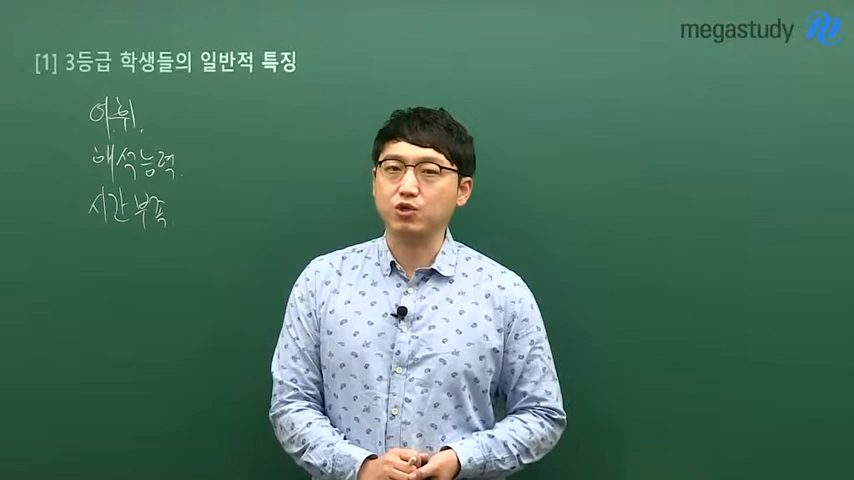 megastudy
[1] 3등급 학생들의 일반적 특징
어휘.
해석능력.
시간부족.